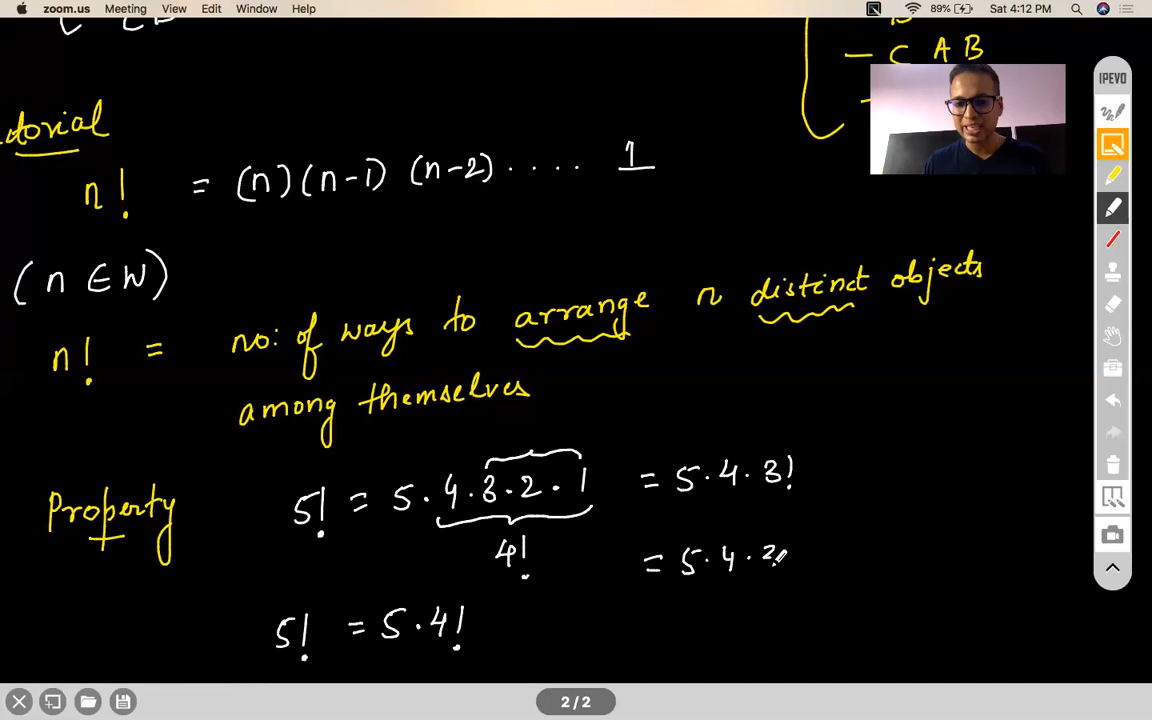 zoom.us Meeting View Edit Window Help 89% Sat 4:12 PM
B
— C A B
IPEVO
torial
n! = (n)(n-1) (n-2) . . . . 1
(n ∈ W)
n! = no: of ways to arrange n distinct objects
among themselves
Property 5! = 5.4.3.2.1 = 5.4.3!
4!
= 5.4.3
5! = 5.4!
2/2